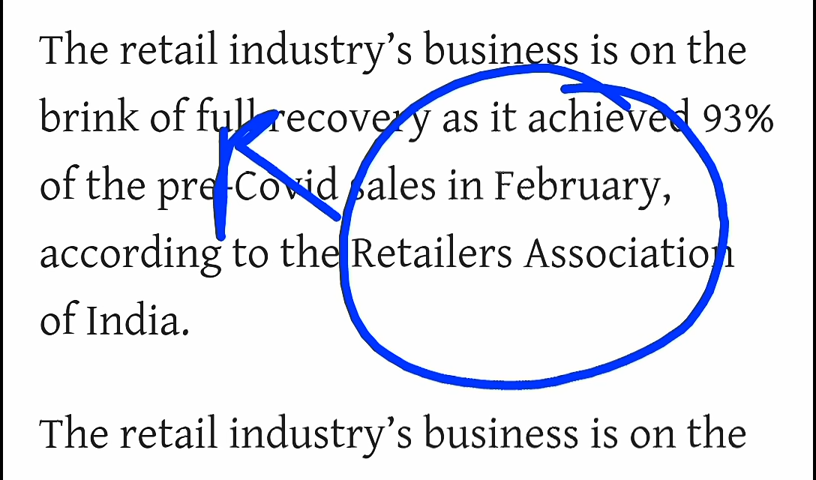 The retail industry’s business is on the
brink of full recovery as it achieved 93%
of the pre-Covid sales in February,
according to the Retailers Association
of India.
The retail industry’s business is on the